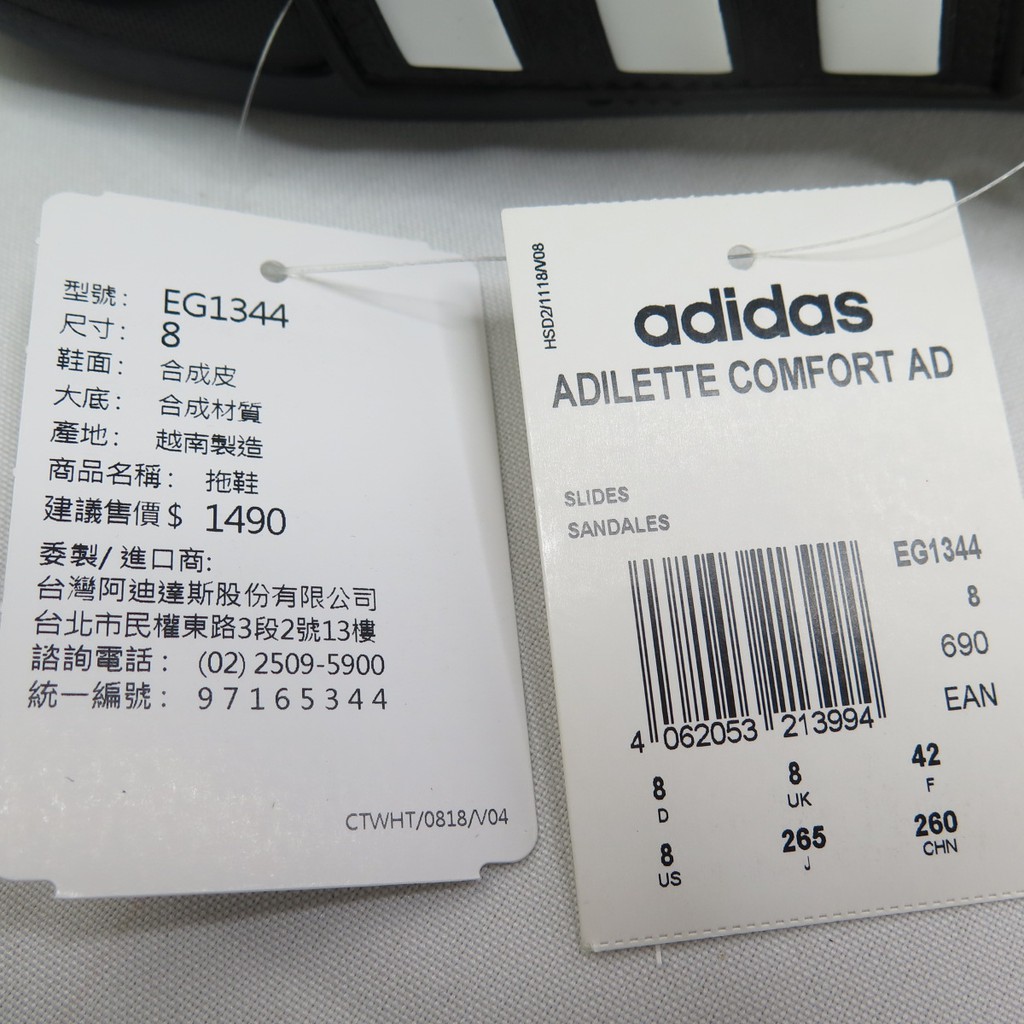 型號： EG1344
尺寸： 8
鞋面： 合成皮
大底： 合成材質
產地： 越南製造
商品名稱： 拖鞋
建議售價$ 1490
委製/進口商:
台灣阿迪達斯股份有限公司
台北市民權東路3段2號13樓
諮詢電話： (02) 2509-5900
統一編號： 97165344
CTWHT/0818/V04
HSD2/1118/V08
adidas
ADILETTE COMFORT AD
SLIDES
SANDALES
EG1344
8
690
EAN
4 062053 213994
8 8 42
D UK F
8 265 260
US J CHN